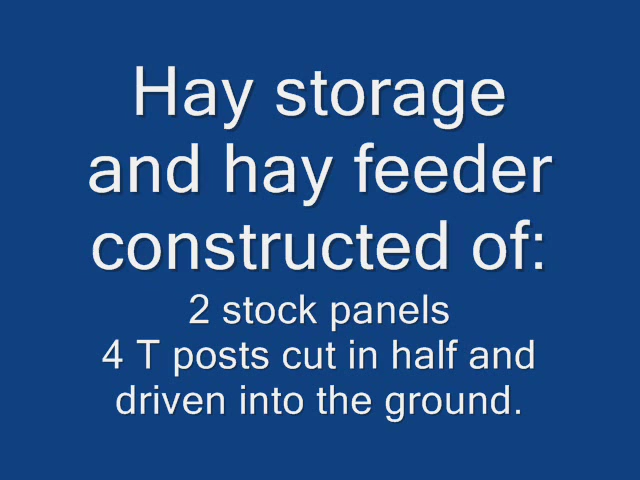 Hay storage
and hay feeder
constructed of:
2 stock panels
4 T posts cut in half and
driven into the ground.